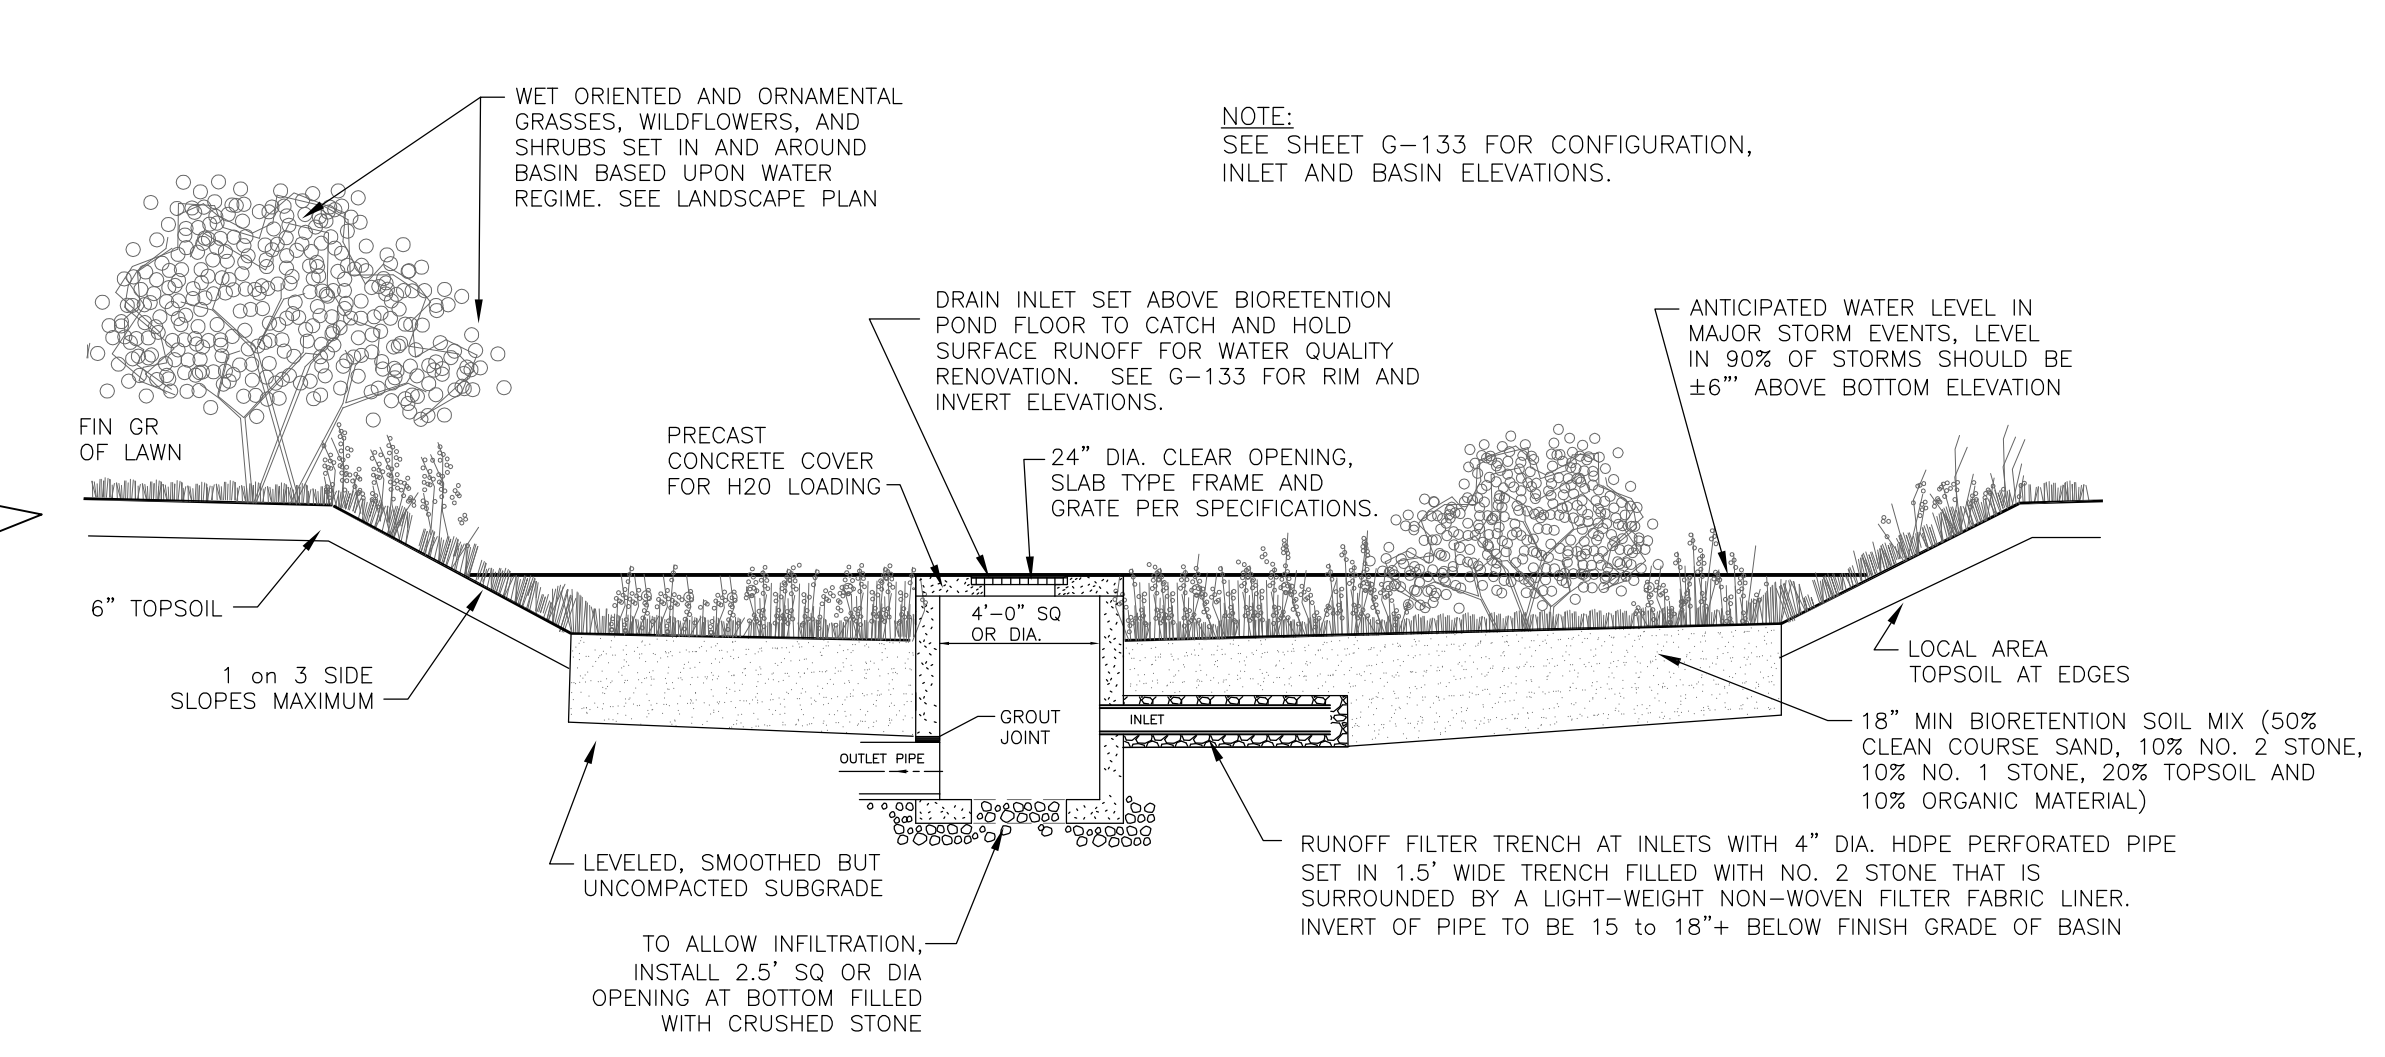 WET ORIENTED AND ORNAMENTAL
GRASSES, WILDFLOWERS, AND
SHRUBS SET IN AND AROUND
BASIN BASED UPON WATER
REGIME. SEE LANDSCAPE PLAN
NOTE:
SEE SHEET G-133 FOR CONFIGURATION,
INLET AND BASIN ELEVATIONS.
DRAIN INLET SET ABOVE BIORETENTION
POND FLOOR TO CATCH AND HOLD
SURFACE RUNOFF FOR WATER QUALITY
RENOVATION. SEE G-133 FOR RIM AND
INVERT ELEVATIONS.
ANTICIPATED WATER LEVEL IN
MAJOR STORM EVENTS, LEVEL
IN 90% OF STORMS SHOULD BE
±6"' ABOVE BOTTOM ELEVATION
FIN GR
OF LAWN
PRECAST
CONCRETE COVER
FOR H20 LOADING
24" DIA. CLEAR OPENING,
SLAB TYPE FRAME AND
GRATE PER SPECIFICATIONS.
6" TOPSOIL
4'-0" SQ
OR DIA.
1 on 3 SIDE
SLOPES MAXIMUM
LOCAL AREA
TOPSOIL AT EDGES
GROUT
JOINT
INLET
OUTLET PIPE
18" MIN BIORETENTION SOIL MIX (50%
CLEAN COURSE SAND, 10% NO. 2 STONE,
10% NO. 1 STONE, 20% TOPSOIL AND
10% ORGANIC MATERIAL)
LEVELED, SMOOTHED BUT
UNCOMPACTED SUBGRADE
RUNOFF FILTER TRENCH AT INLETS WITH 4" DIA. HDPE PERFORATED PIPE
SET IN 1.5' WIDE TRENCH FILLED WITH NO. 2 STONE THAT IS
SURROUNDED BY A LIGHT-WEIGHT NON-WOVEN FILTER FABRIC LINER.
INVERT OF PIPE TO BE 15 to 18"+ BELOW FINISH GRADE OF BASIN
TO ALLOW INFILTRATION,
INSTALL 2.5' SQ OR DIA
OPENING AT BOTTOM FILLED
WITH CRUSHED STONE